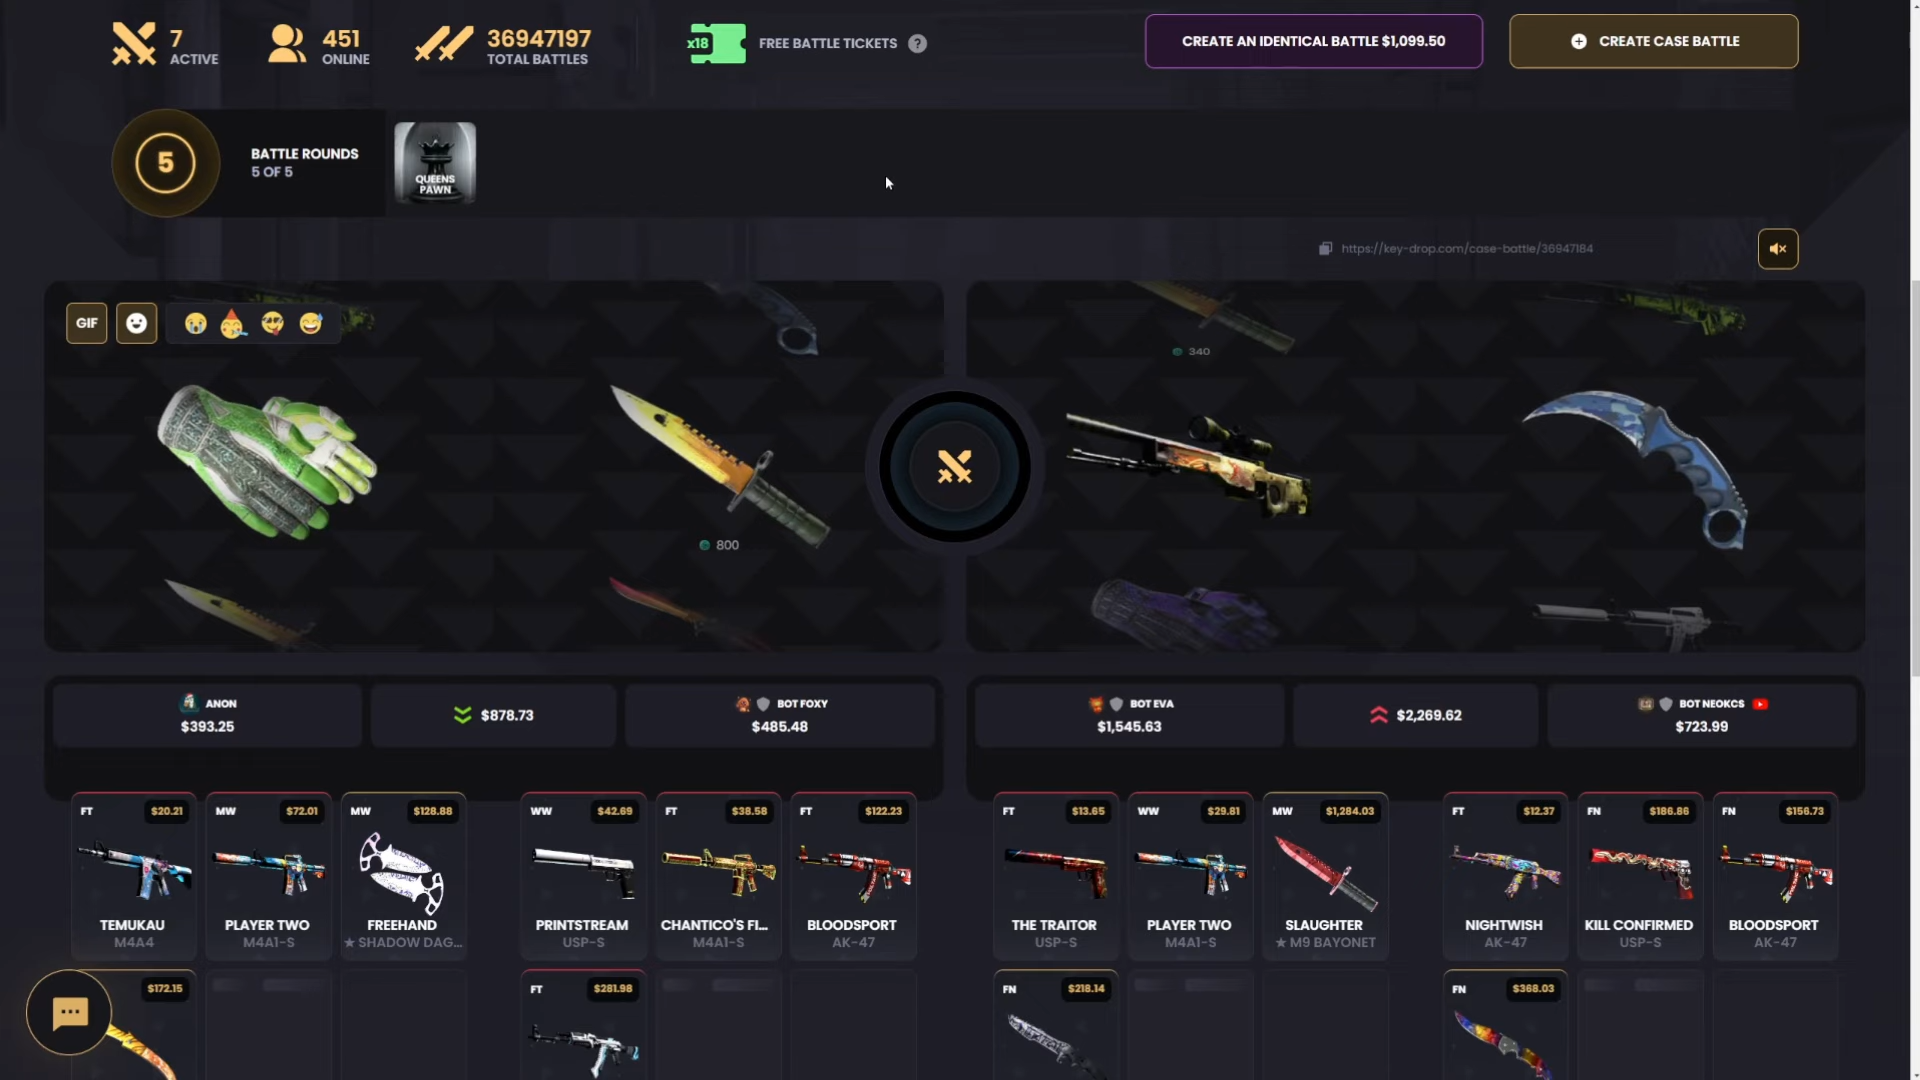 7
ACTIVE
451
ONLINE
36947197
TOTAL BATTLES
x18
FREE BATTLE TICKETS ?
CREATE AN IDENTICAL BATTLE $1,099.50
CREATE CASE BATTLE
5
BATTLE ROUNDS
5 OF 5
QUEENS
PAWN
https://key-drop.com/case-battle/36947184
GIF
340
800
ANON
$393.25
$878.73
BOT FOXY
$485.48
BOT EVA
$1,545.63
$2,269.62
BOT NEOKCS
$723.99
FT $20.21
TEMUKAU
M4A4
MW $72.01
PLAYER TWO
M4A1-S
MW $128.88
FREEHAND
★ SHADOW DAG...
WW $42.69
PRINTSTREAM
USP-S
FT $38.58
CHANTICO'S FI...
M4A1-S
FT $122.23
BLOODSPORT
AK-47
FT $13.65
THE TRAITOR
USP-S
WW $29.81
PLAYER TWO
M4A1-S
MW $1,284.03
SLAUGHTER
★ M9 BAYONET
FT $12.37
NIGHTWISH
AK-47
FN $186.86
KILL CONFIRMED
USP-S
FN $156.73
BLOODSPORT
AK-47
$172.15
FT $281.98
FN $218.14
FN $368.03